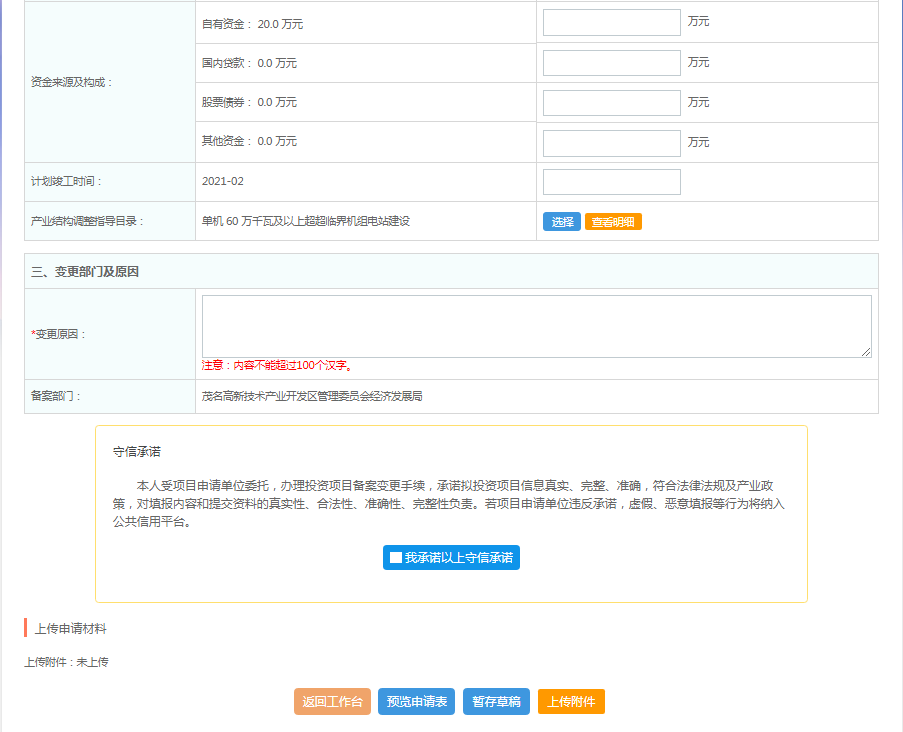 资金来源及构成：
自有资金： 20.0 万元
万元
国内贷款： 0.0 万元
万元
股票债券： 0.0 万元
万元
其他资金： 0.0 万元
万元
计划竣工时间：
2021-02
产业结构调整指导目录：
单机 60 万千瓦及以上超超临界机组电站建设
选择
查看明细
三、变更部门及原因
*变更原因：
注意：内容不能超过100个汉字。
备案部门：
茂名高新技术产业开发区管理委员会经济发展局
守信承诺
本人受项目申请单位委托，办理投资项目备案变更手续，承诺拟投资项目信息真实、完整、准确，符合法律法规及产业政
策，对填报内容和提交资料的真实性、合法性、准确性、完整性负责。若项目申请单位违反承诺，虚假、恶意填报等行为将纳入
公共信用平台。
我承诺以上守信承诺
上传申请材料
上传附件：未上传
返回工作台
预览申请表
暂存草稿
上传附件